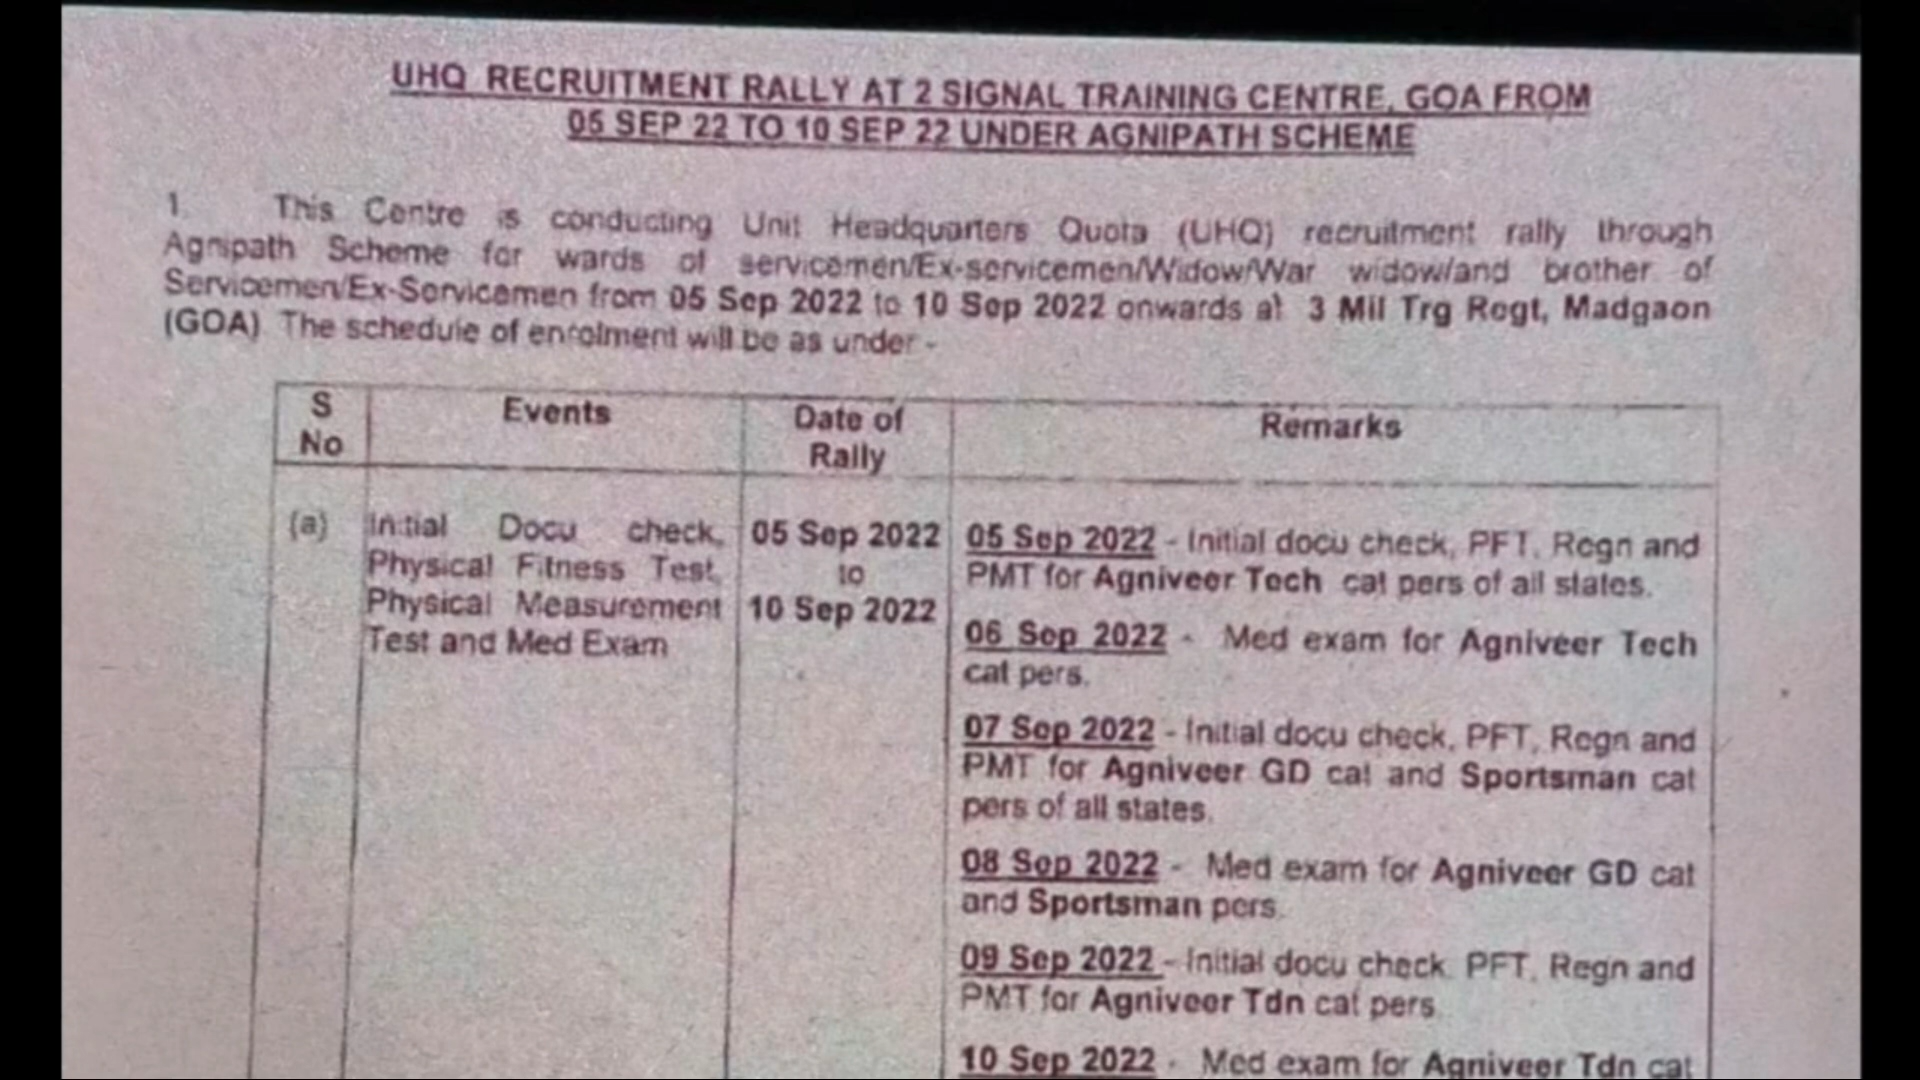 UHQ RECRUITMENT RALLY AT 2 SIGNAL TRAINING CENTRE, GOA FROM
05 SEP 22 TO 10 SEP 22 UNDER AGNIPATH SCHEME
1. This Centre is conducting Unit Headquarters Quota (UHQ) recruitment rally through
Agnipath Scheme for wards of servicemen/Ex-servicemen/Widow/War widow/and brother of
Servicemen/Ex-Servicemen from 05 Sep 2022 to 10 Sep 2022 onwards at 3 Mil Trg Regt, Madgaon
(GOA). The schedule of enrolment will be as under -
S No
Events
Date of Rally
Remarks
(a)
Initial Docu check,
Physical Fitness Test,
Physical Measurement
Test and Med Exam
05 Sep 2022
to
10 Sep 2022
05 Sep 2022 - Initial docu check, PFT, Regn and
PMT for Agniveer Tech cat pers of all states.
06 Sep 2022 - Med exam for Agniveer Tech
cat pers.
07 Sep 2022 - Initial docu check, PFT, Regn and
PMT for Agniveer GD cat and Sportsman cat
pers of all states.
08 Sep 2022 - Med exam for Agniveer GD cat
and Sportsman pers.
09 Sep 2022 - Initial docu check, PFT, Regn and
PMT for Agniveer Tdn cat pers.
10 Sep 2022 - Med exam for Agniveer Tdn cat